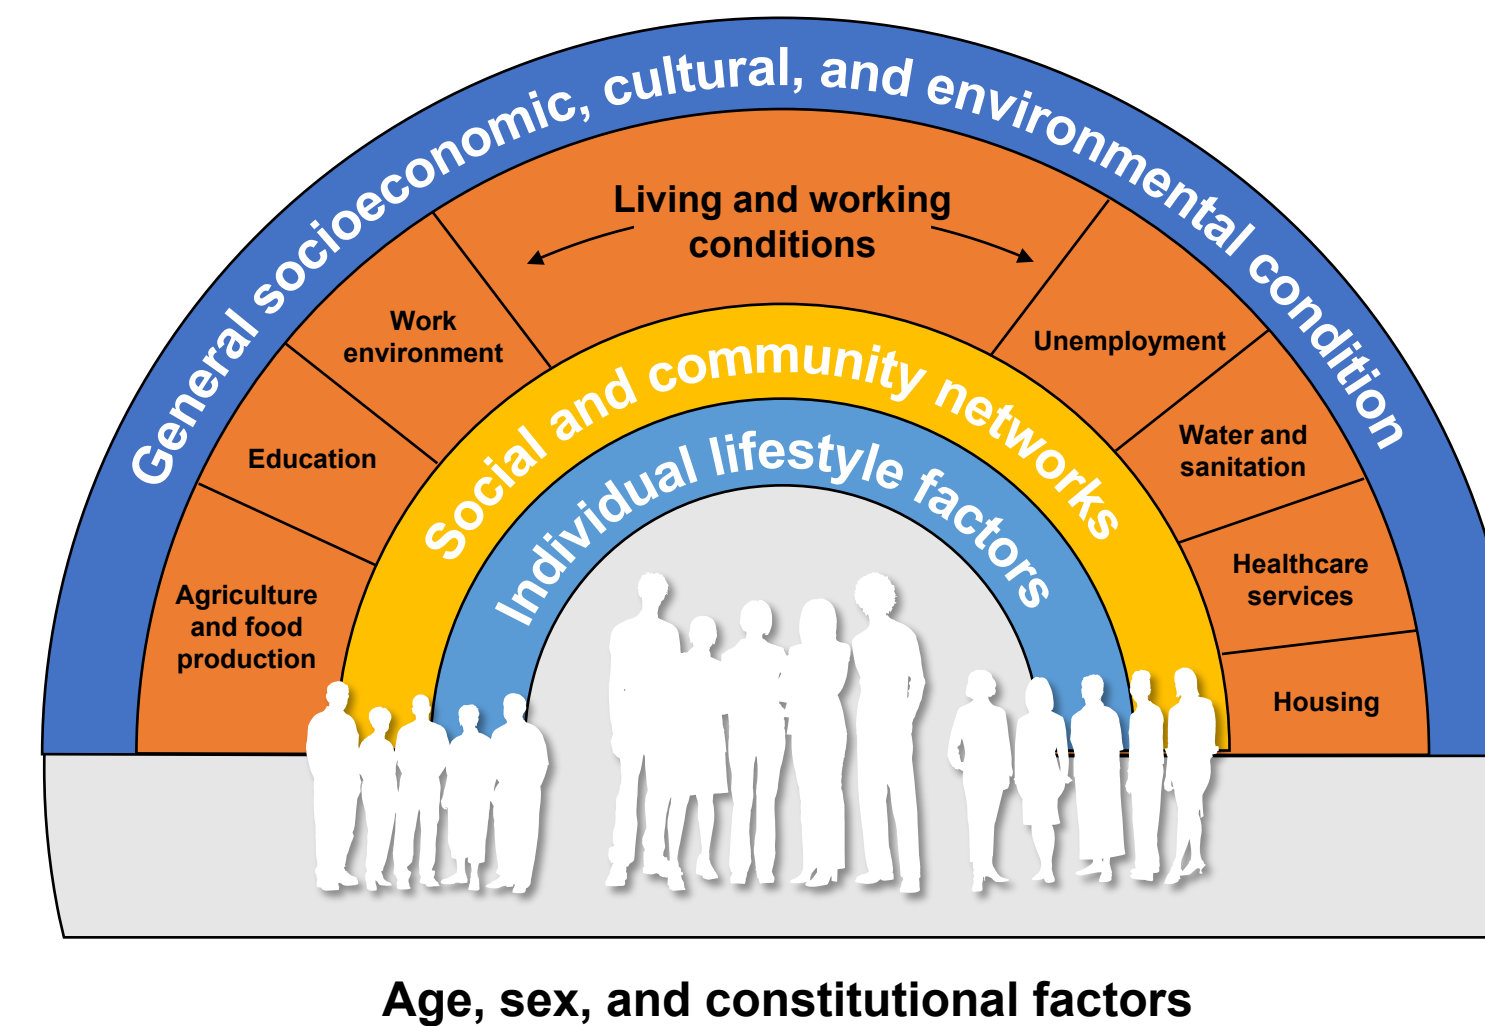 General socioeconomic, cultural, and environmental condition
Living and working
conditions
Work
environment
Unemployment
Education
Water and
sanitation
Agriculture
and food
production
Healthcare
services
Housing
Social and community networks
Individual lifestyle factors
Age, sex, and constitutional factors